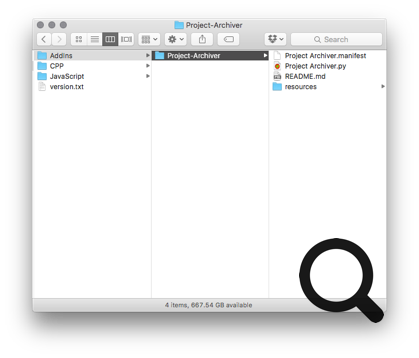 Project-Archiver
Search
AddIns
CPP
JavaScript
version.txt
Project-Archiver
Project Archiver.manifest
Project Archiver.py
README.md
resources
4 items, 667.54 GB available